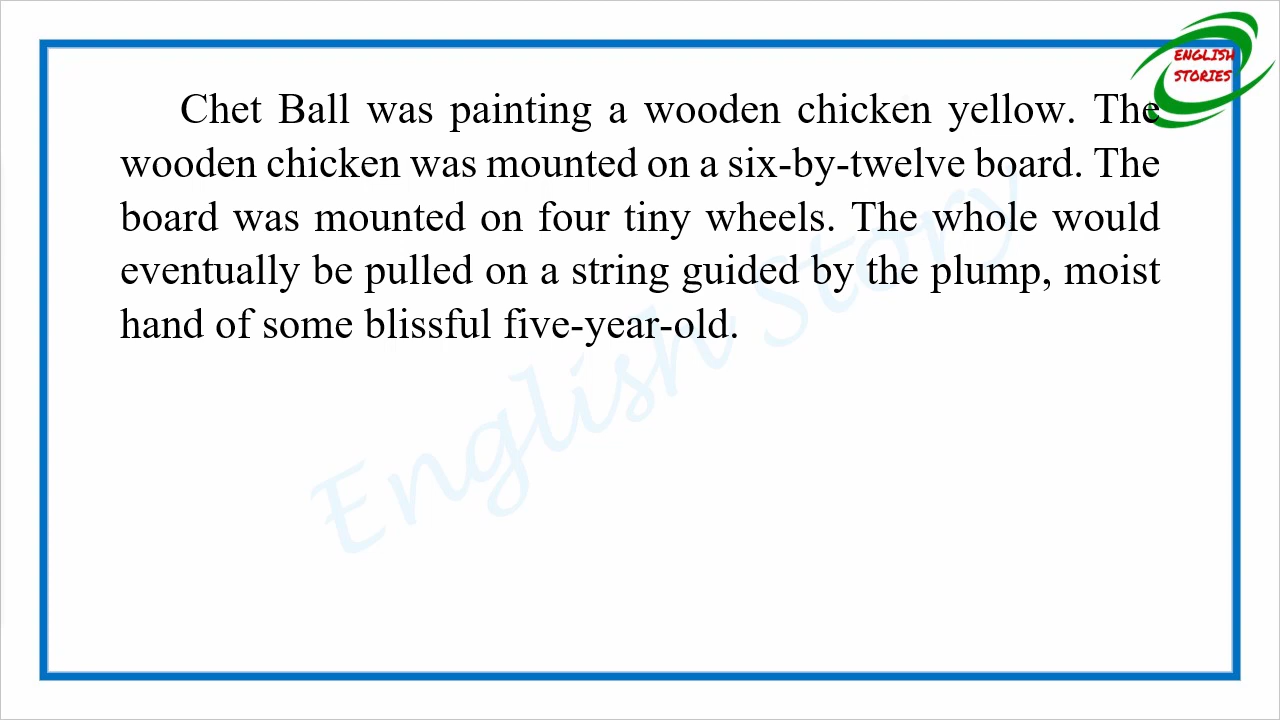 ENGLISH
STORIES
Chet Ball was painting a wooden chicken yellow. The
wooden chicken was mounted on a six-by-twelve board. The
board was mounted on four tiny wheels. The whole would
eventually be pulled on a string guided by the plump, moist
hand of some blissful five-year-old.
English Story